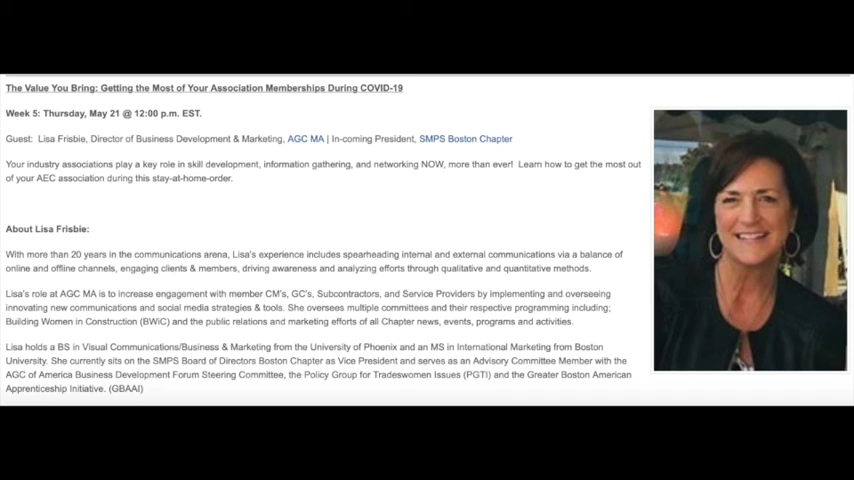 The Value You Bring: Getting the Most of Your Association Memberships During COVID-19
Week 5: Thursday, May 21 @ 12:00 p.m. EST.
Guest: Lisa Frisbie, Director of Business Development & Marketing, AGC MA | In-coming President, SMPS Boston Chapter
Your industry associations play a key role in skill development, information gathering, and networking NOW, more than ever! Learn how to get the most out
of your AEC association during this stay-at-home-order.
About Lisa Frisbie:
With more than 20 years in the communications arena, Lisa's experience includes spearheading internal and external communications via a balance of
online and offline channels, engaging clients & members, driving awareness and analyzing efforts through qualitative and quantitative methods.
Lisa's role at AGC MA is to increase engagement with member CM's, GC's, Subcontractors, and Service Providers by implementing and overseeing
innovating new communications and social media strategies & tools. She oversees multiple committees and their respective programming including;
Building Women in Construction (BWiC) and the public relations and marketing efforts of all Chapter news, events, programs and activities.
Lisa holds a BS in Visual Communications/Business & Marketing from the University of Phoenix and an MS in International Marketing from Boston
University. She currently sits on the SMPS Board of Directors Boston Chapter as Vice President and serves as an Advisory Committee Member with the
AGC of America Business Development Forum Steering Committee, the Policy Group for Tradeswomen Issues (PGTI) and the Greater Boston American
Apprenticeship Initiative. (GBAAI)